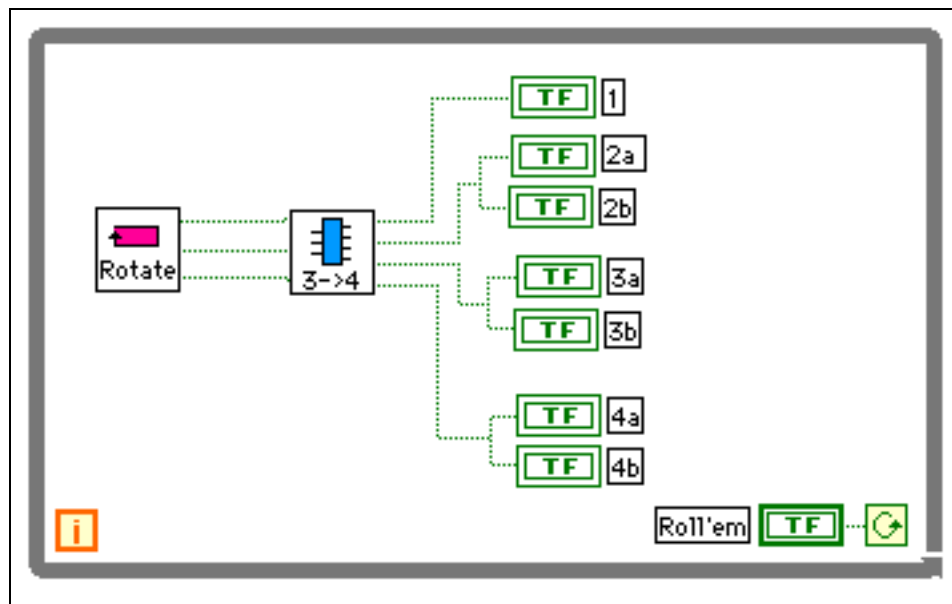 TF 1
TF 2a
TF 2b
Rotate
3->4
TF 3a
TF 3b
TF 4a
TF 4b
i
Roll'em TF